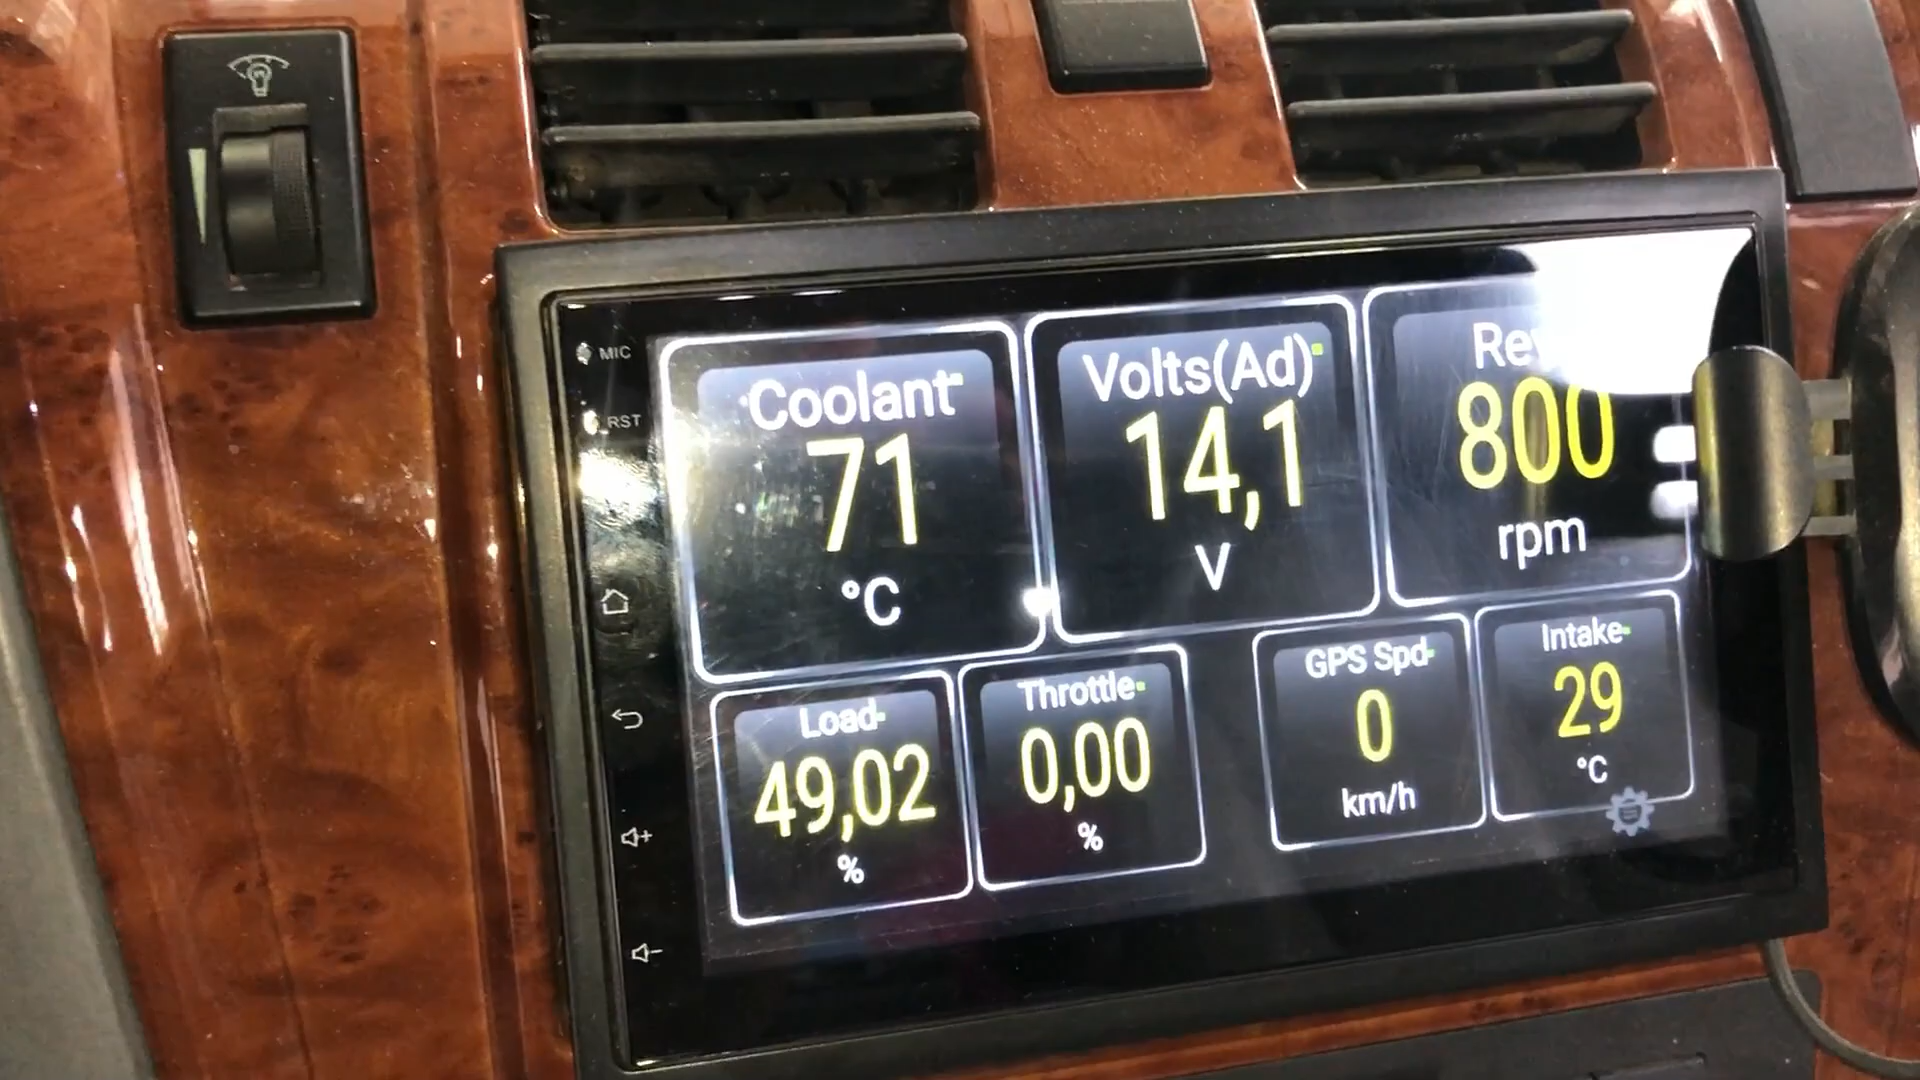 MIC
RST
Coolant
71
°C
Volts(Ad)
14,1
V
800
rpm
Load
49,02
%
Throttle
0,00
%
GPS Spd
0
km/h
Intake
29
°C